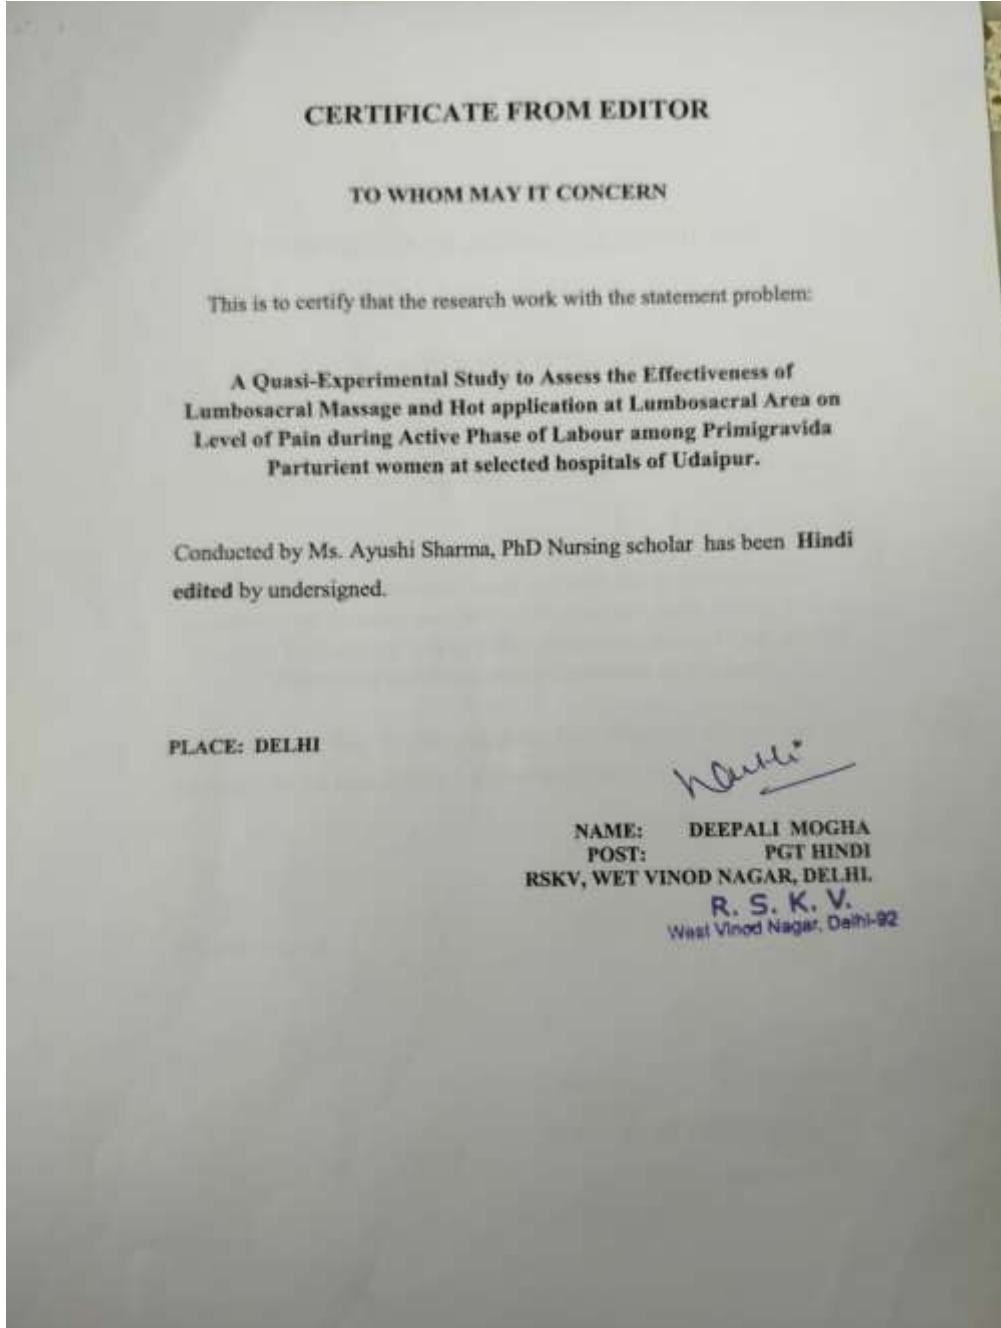 CERTIFICATE FROM EDITOR
TO WHOM MAY IT CONCERN
This is to certify that the research work with the statement problem:
A Quasi-Experimental Study to Assess the Effectiveness of
Lumbosacral Massage and Hot application at Lumbosacral Area on
Level of Pain during Active Phase of Labour among Primigravida
Parturient women at selected hospitals of Udaipur.
Conducted by Ms. Ayushi Sharma, PhD Nursing scholar has been Hindi
edited by undersigned.
PLACE: DELHI
NAME: DEEPALI MOGHA
POST: PGT HINDI
RSKV, WET VINOD NAGAR, DELHI.
R. S. K. V.
West Vinod Nagar, Delhi-92